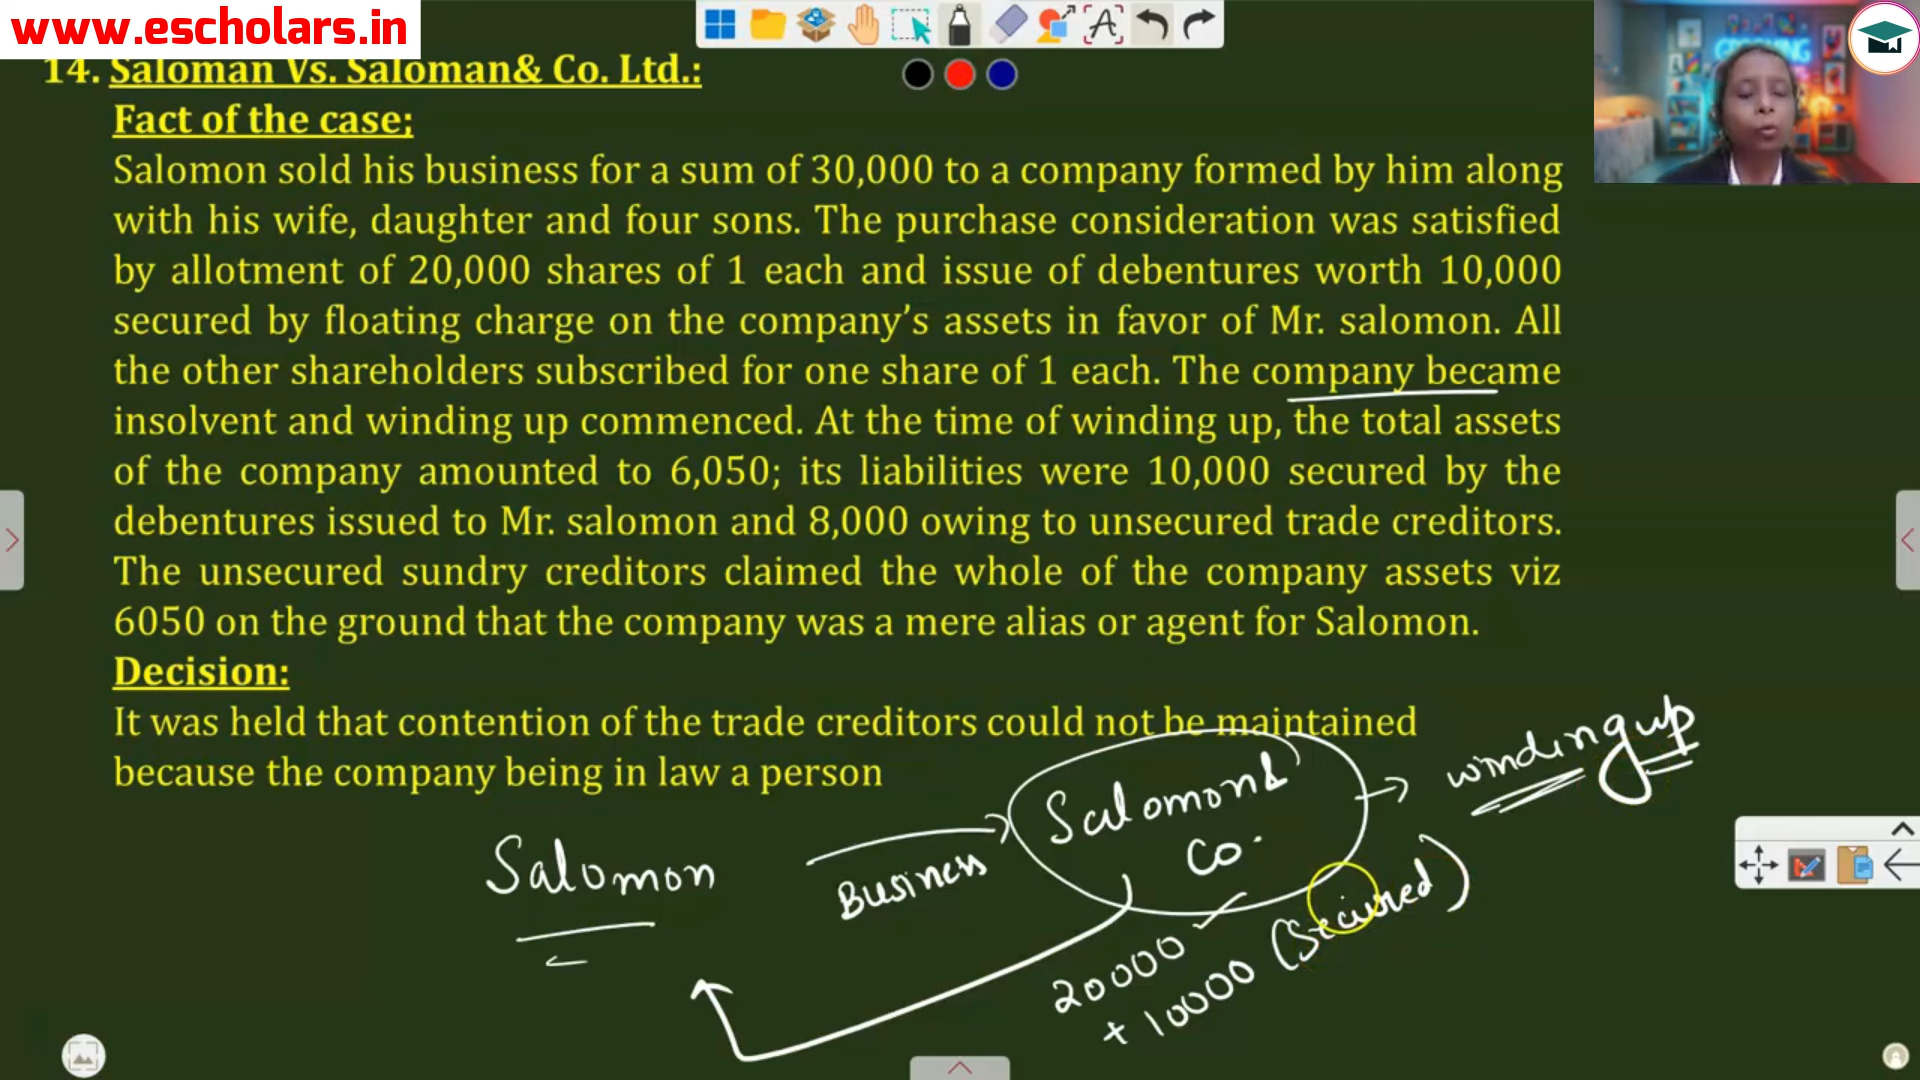 www.escholars.in
14. Saloman Vs. Saloman& Co. Ltd.:
Fact of the case;
Salomon sold his business for a sum of 30,000 to a company formed by him along
with his wife, daughter and four sons. The purchase consideration was satisfied
by allotment of 20,000 shares of 1 each and issue of debentures worth 10,000
secured by floating charge on the company’s assets in favor of Mr. salomon. All
the other shareholders subscribed for one share of 1 each. The company became
insolvent and winding up commenced. At the time of winding up, the total assets
of the company amounted to 6,050; its liabilities were 10,000 secured by the
debentures issued to Mr. salomon and 8,000 owing to unsecured trade creditors.
The unsecured sundry creditors claimed the whole of the company assets viz
6050 on the ground that the company was a mere alias or agent for Salomon.
Decision:
It was held that contention of the trade creditors could not be maintained
because the company being in law a person
Salomon
Business
Salomon &
Co.
winding up
20000
+ 10000 (Secured)